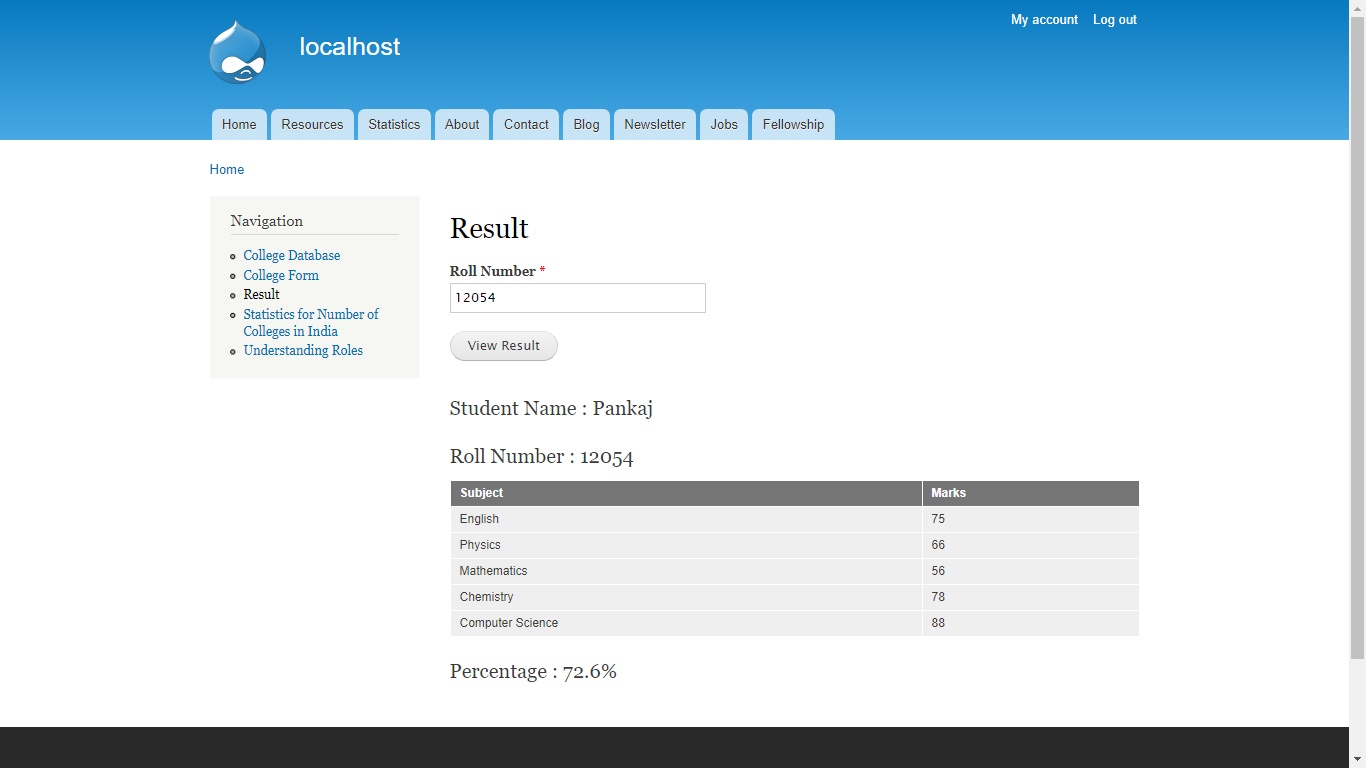 My account Log out
localhost
Home Resources Statistics About Contact Blog Newsletter Jobs Fellowship
Home
Navigation
College Database
College Form
Result
Statistics for Number of
Colleges in India
Understanding Roles
Result
Roll Number *
12054
View Result
Student Name : Pankaj
Roll Number : 12054
Subject Marks
English 75
Physics 66
Mathematics 56
Chemistry 78
Computer Science 88
Percentage : 72.6%